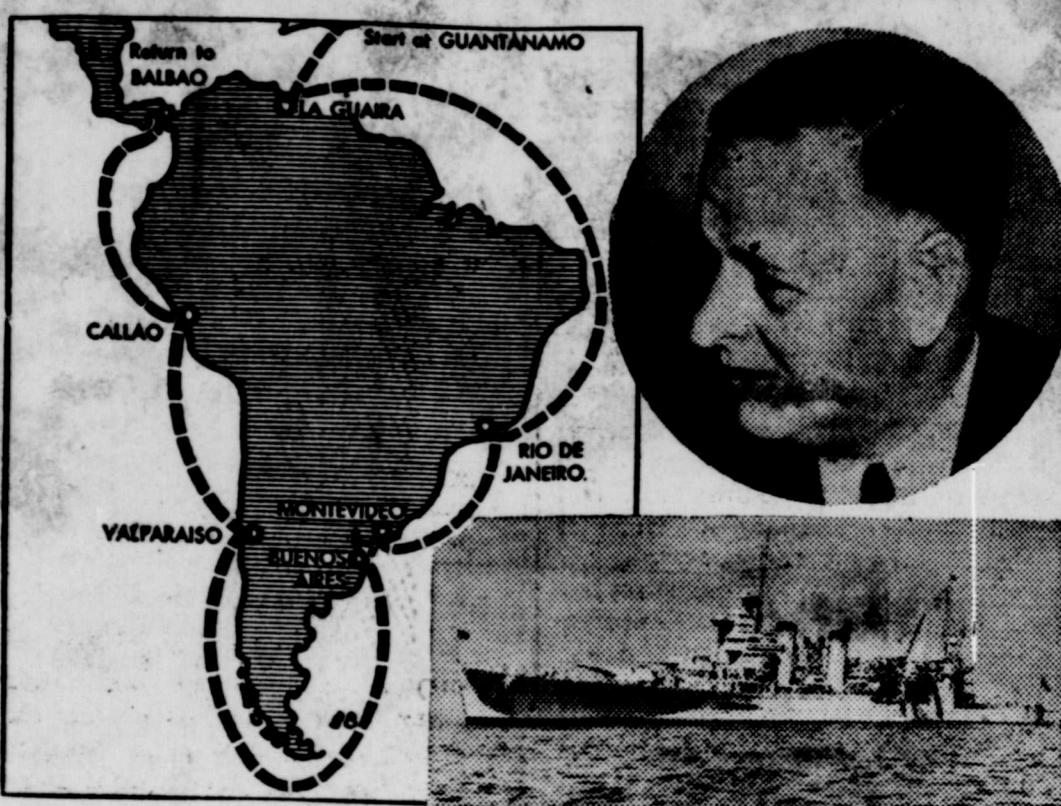 Return to
BALBAO
Start at GUANTANAMO
LA GUAIRA
CALLAO
RIO DE
JANEIRO.
VALPARAISO
MONTEVIDEO
BUENOS
AIRES